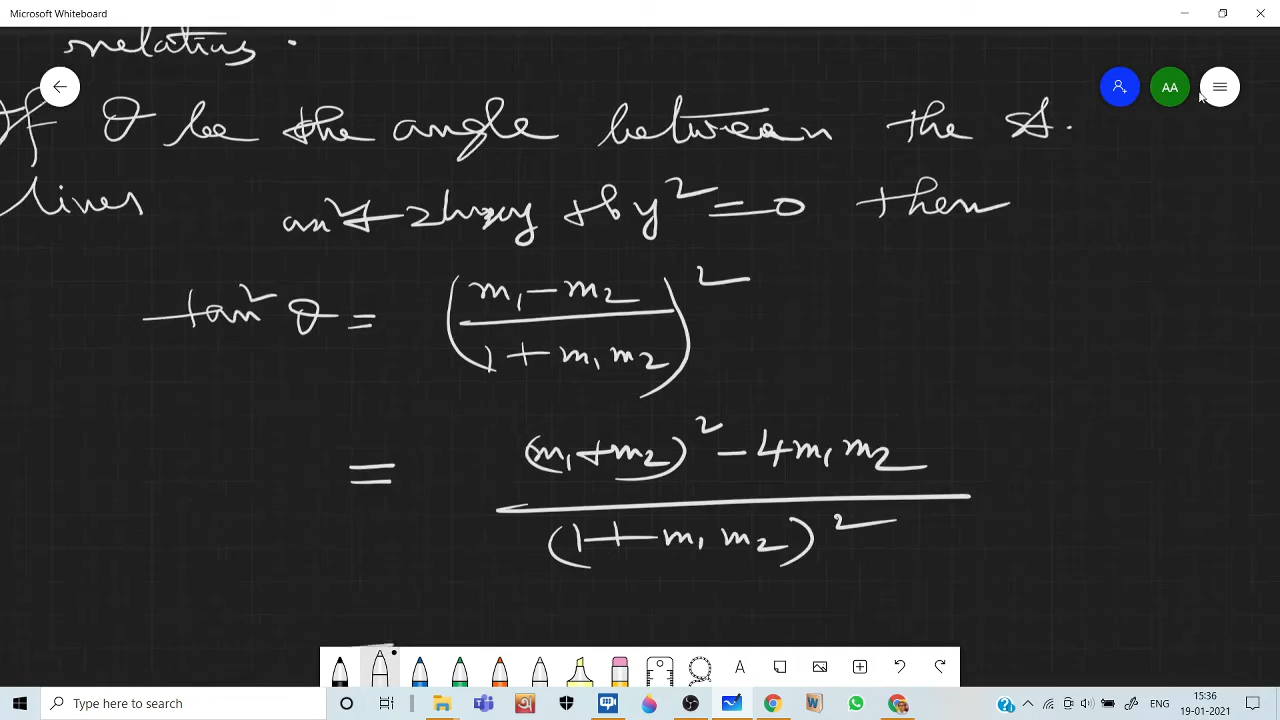 Microsoft Whiteboard
relations.
If θ be the angle between the st.
AA
lines ax²+2hxy+by²=0 then
tan²θ = (m₁-m₂ / 1+m₁m₂)²
= (m₁+m₂)²-4m₁m₂ / (1+m₁m₂)²
A
Type here to search
ENG
15:36
19-01-2021